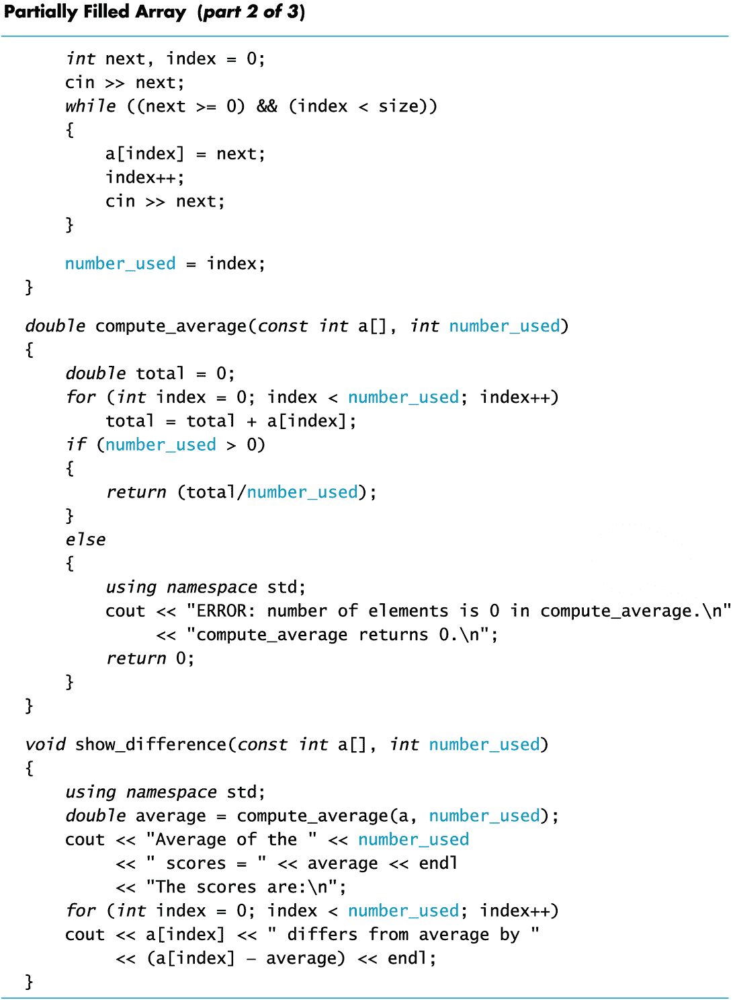 Partially Filled Array (part 2 of 3)
int next, index = 0;
cin >> next;
while ((next >= 0) && (index < size))
{
a[index] = next;
index++;
cin >> next;
}
number_used = index;
}
double compute_average(const int a[], int number_used)
{
double total = 0;
for (int index = 0; index < number_used; index++)
total = total + a[index];
if (number_used > 0)
{
return (total/number_used);
}
else
{
using namespace std;
cout << "ERROR: number of elements is 0 in compute_average.\n"
<< "compute_average returns 0.\n";
return 0;
}
}
void show_difference(const int a[], int number_used)
{
using namespace std;
double average = compute_average(a, number_used);
cout << "Average of the " << number_used
<< " scores = " << average << endl
<< "The scores are:\n";
for (int index = 0; index < number_used; index++)
cout << a[index] << " differs from average by "
<< (a[index] – average) << endl;
}